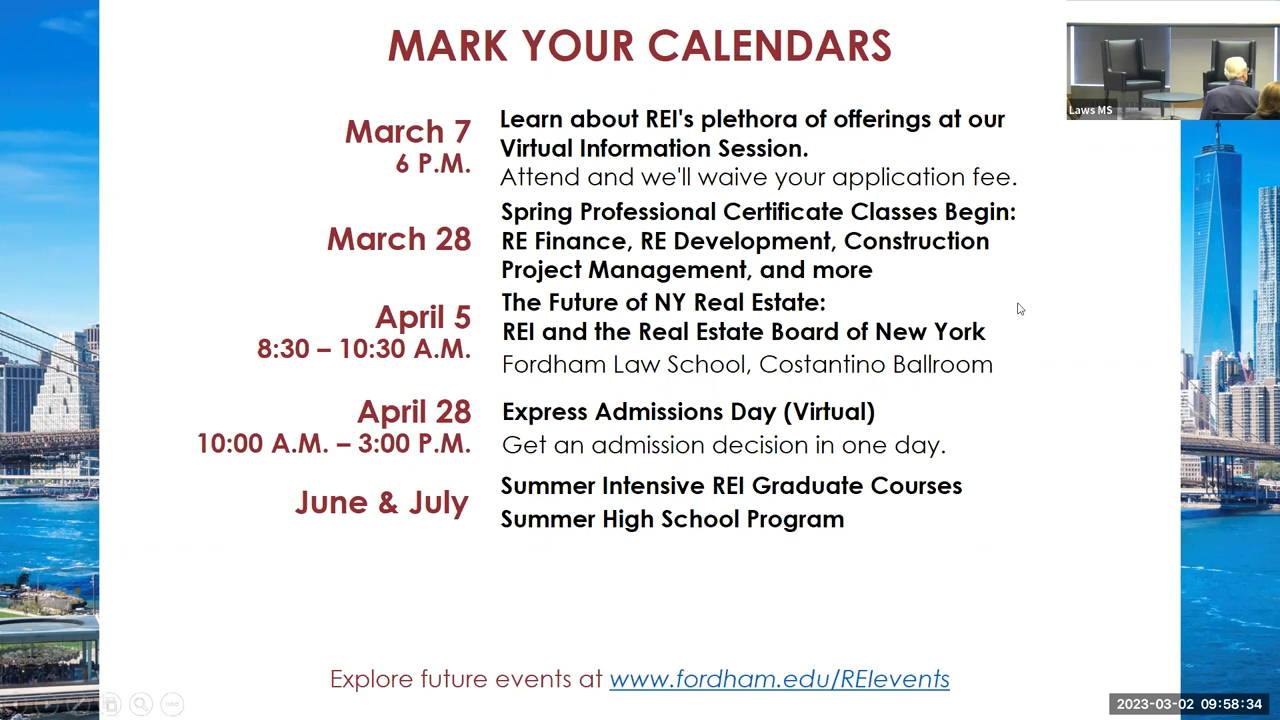 MARK YOUR CALENDARS
Laws MS
March 7
6 P.M.
Learn about REI's plethora of offerings at our
Virtual Information Session.
Attend and we'll waive your application fee.
March 28
Spring Professional Certificate Classes Begin:
RE Finance, RE Development, Construction
Project Management, and more
April 5
8:30 – 10:30 A.M.
The Future of NY Real Estate:
REI and the Real Estate Board of New York
Fordham Law School, Costantino Ballroom
April 28
10:00 A.M. – 3:00 P.M.
Express Admissions Day (Virtual)
Get an admission decision in one day.
June & July
Summer Intensive REI Graduate Courses
Summer High School Program
Explore future events at www.fordham.edu/REIevents
2023-03-02 09:58:34